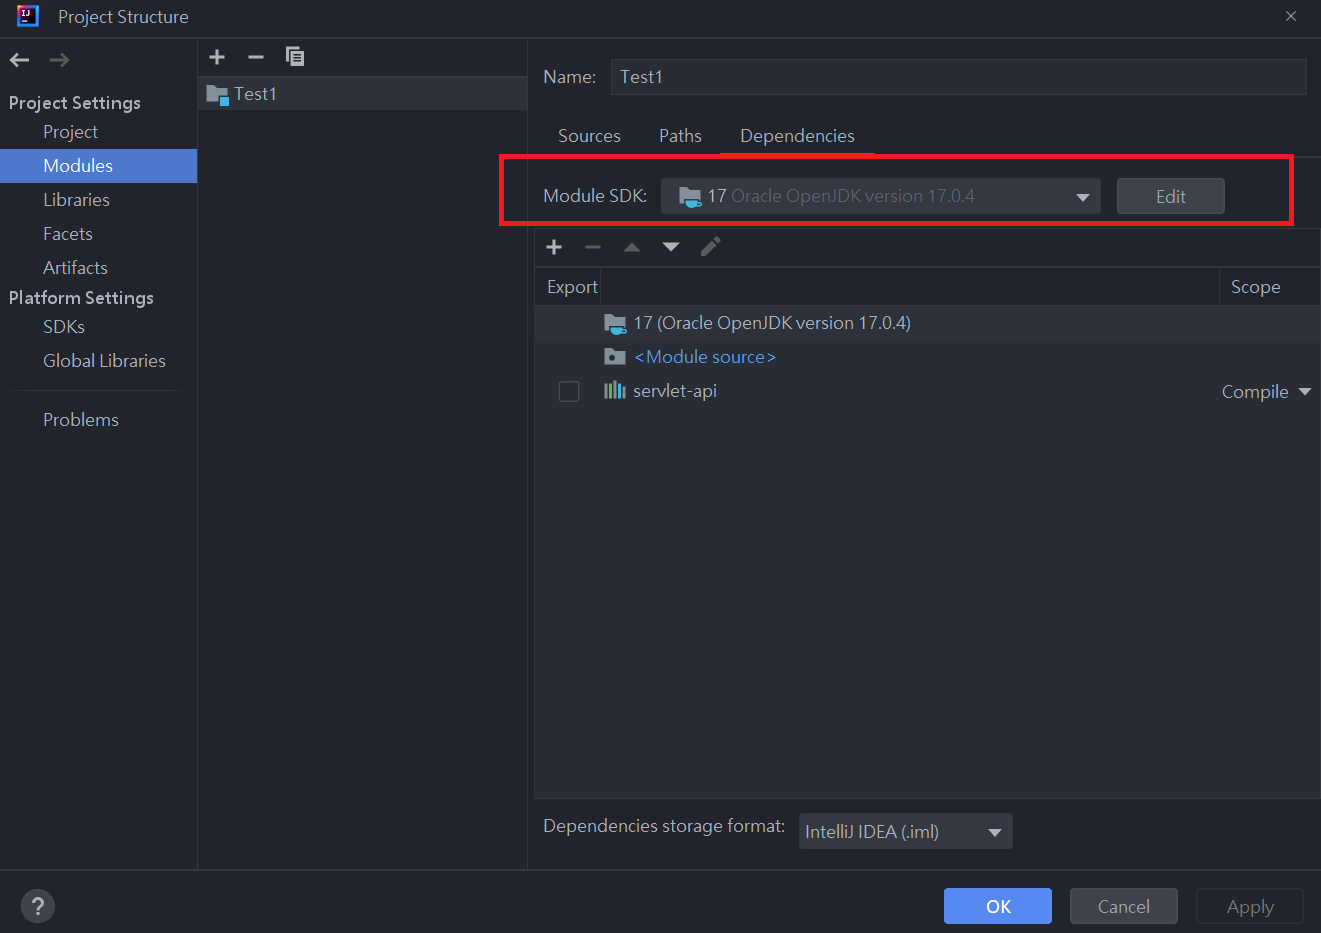 IJ
Project Structure
Project Settings
Project
Modules
Libraries
Facets
Artifacts
Platform Settings
SDKs
Global Libraries
Problems
Test1
Name: Test1
Sources Paths Dependencies
Module SDK: 17 Oracle OpenJDK version 17.0.4 Edit
Export Scope
17 (Oracle OpenJDK version 17.0.4)
<Module source>
servlet-api Compile
Dependencies storage format: IntelliJ IDEA (.iml)
? OK Cancel Apply